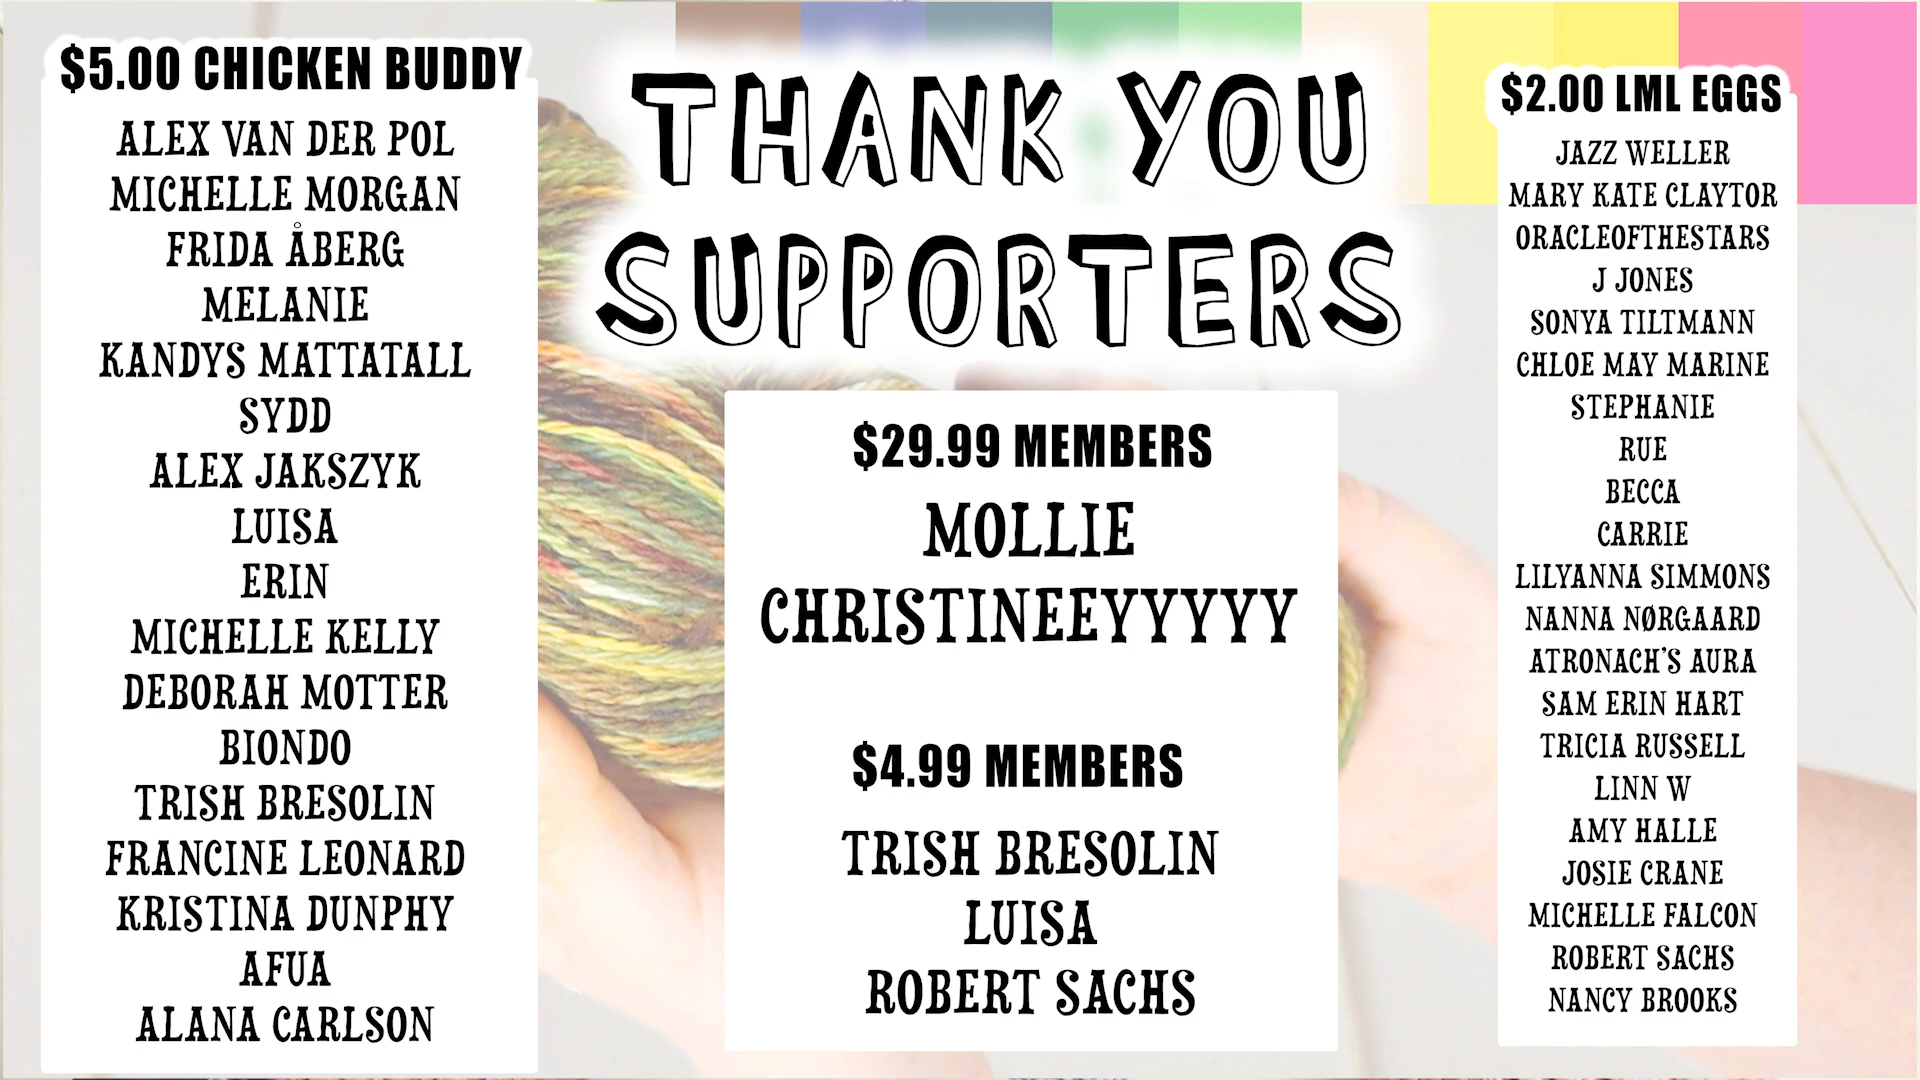 $5.00 CHICKEN BUDDY
ALEX VAN DER POL
MICHELLE MORGAN
FRIDA ÅBERG
MELANIE
KANDYS MATTATALL
SYDD
ALEX JAKSZYK
LUISA
ERIN
MICHELLE KELLY
DEBORAH MOTTER
BIONDO
TRISH BRESOLIN
FRANCINE LEONARD
KRISTINA DUNPHY
AFUA
ALANA CARLSON
THANK YOU
SUPPORTERS
$29.99 MEMBERS
MOLLIE
CHRISTINEEYYYYY
$4.99 MEMBERS
TRISH BRESOLIN
LUISA
ROBERT SACHS
$2.00 LML EGGS
JAZZ WELLER
MARY KATE CLAYTOR
ORACLEOFTHESTARS
J JONES
SONYA TILTMANN
CHLOE MAY MARINE
STEPHANIE
RUE
BECCA
CARRIE
LILYANNA SIMMONS
NANNA NØRGAARD
ATRONACH'S AURA
SAM ERIN HART
TRICIA RUSSELL
LINN W
AMY HALLE
JOSIE CRANE
MICHELLE FALCON
ROBERT SACHS
NANCY BROOKS